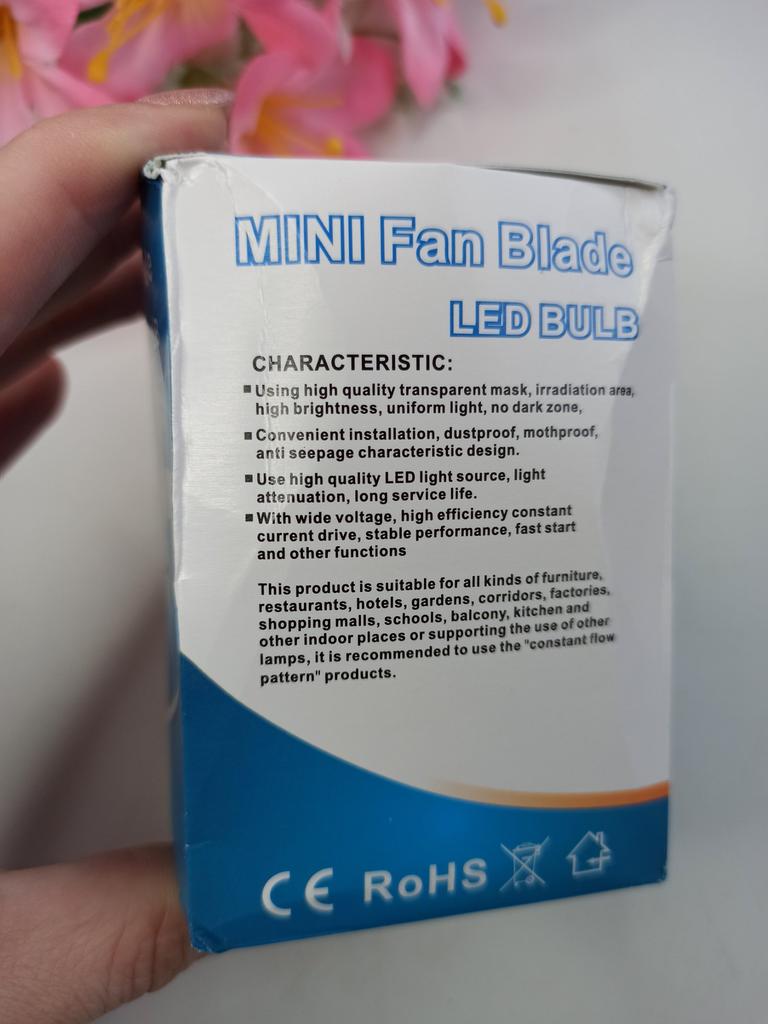 MINI Fan Blade
LED BULB
CHARACTERISTIC:
Using high quality transparent mask, irradiation area,
high brightness, uniform light, no dark zone,
Convenient installation, dustproof, mothproof,
anti seepage characteristic design.
Use high quality LED light source, light
attenuation, long service life.
With wide voltage, high efficiency constant
current drive, stable performance, fast start
and other functions
This product is suitable for all kinds of furniture,
restaurants, hotels, gardens, corridors, factories,
shopping malls, schools, balcony, kitchen and
other indoor places or supporting the use of other
lamps, it is recommended to use the "constant flow
pattern" products.
CE RoHS